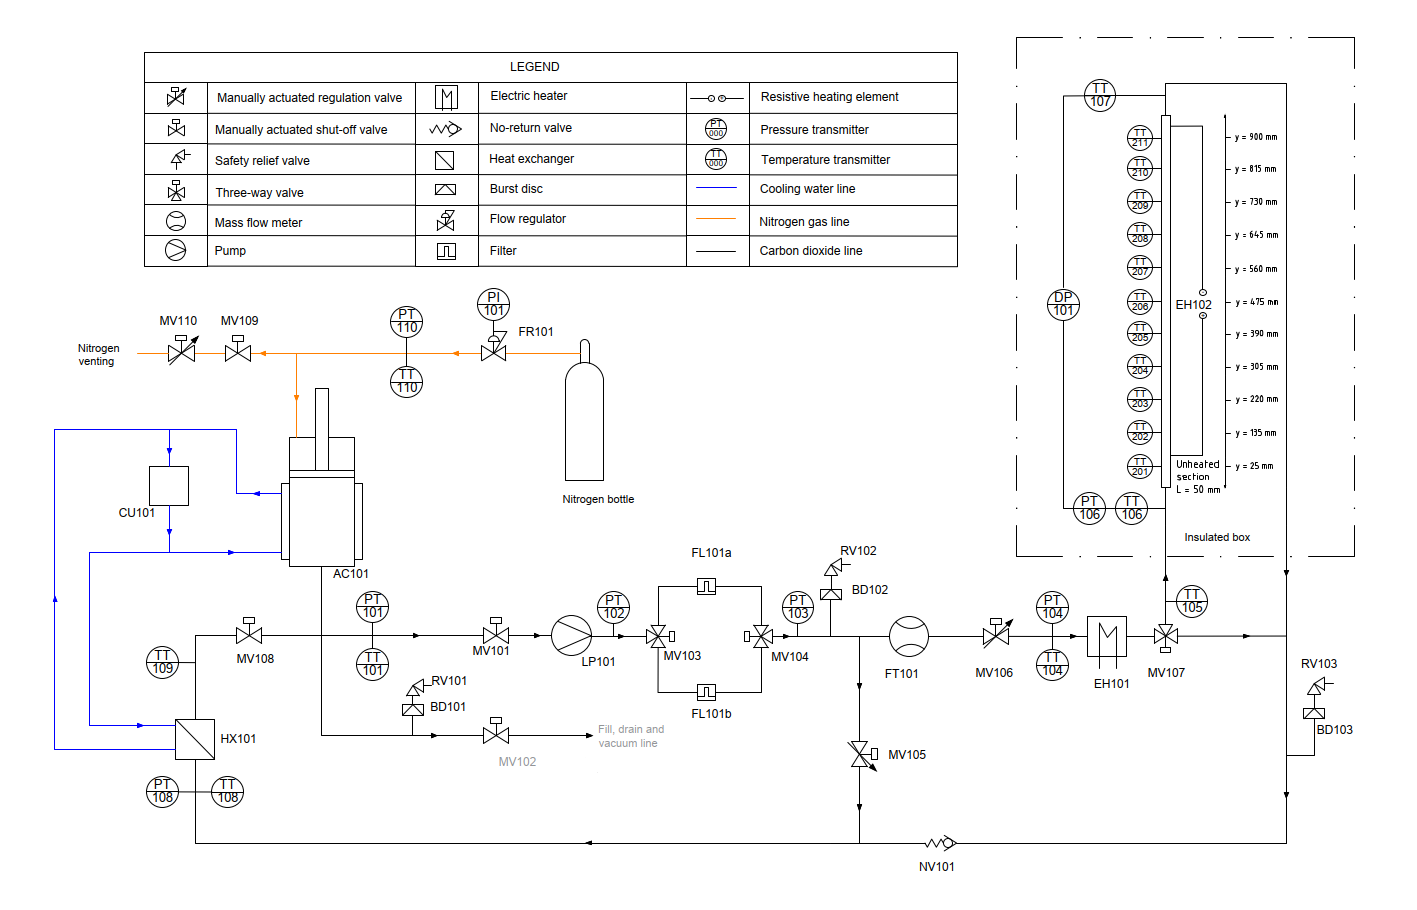 LEGEND
Manually actuated regulation valve
Electric heater
Resistive heating element
Manually actuated shut-off valve
No-return valve
PT
000
Pressure transmitter
Safety relief valve
Heat exchanger
TT
000
Temperature transmitter
Three-way valve
Burst disc
Cooling water line
Mass flow meter
Flow regulator
Nitrogen gas line
Pump
Filter
Carbon dioxide line
TT
107
TT
211
y = 900 mm
TT
210
y = 815 mm
TT
209
y = 730 mm
TT
208
y = 645 mm
TT
207
y = 560 mm
DP
101
TT
206
EH102
y = 475 mm
TT
205
y = 390 mm
TT
204
y = 305 mm
TT
203
y = 220 mm
TT
202
y = 135 mm
TT
201
y = 25 mm
Unheated
section
L = 50 mm
PT
106
TT
106
Insulated box
MV110
MV109
PT
110
PI
101
FR101
Nitrogen
venting
TT
110
Nitrogen bottle
CU101
AC101
TT
109
MV108
PT
101
TT
101
MV101
LP101
PT
102
MV103
FL101a
FL101b
MV104
PT
103
RV102
BD102
FT101
MV106
PT
104
TT
104
EH101
MV107
TT
105
RV101
BD101
MV102
Fill, drain and
vacuum line
HX101
PT
108
TT
108
MV105
RV103
BD103
NV101